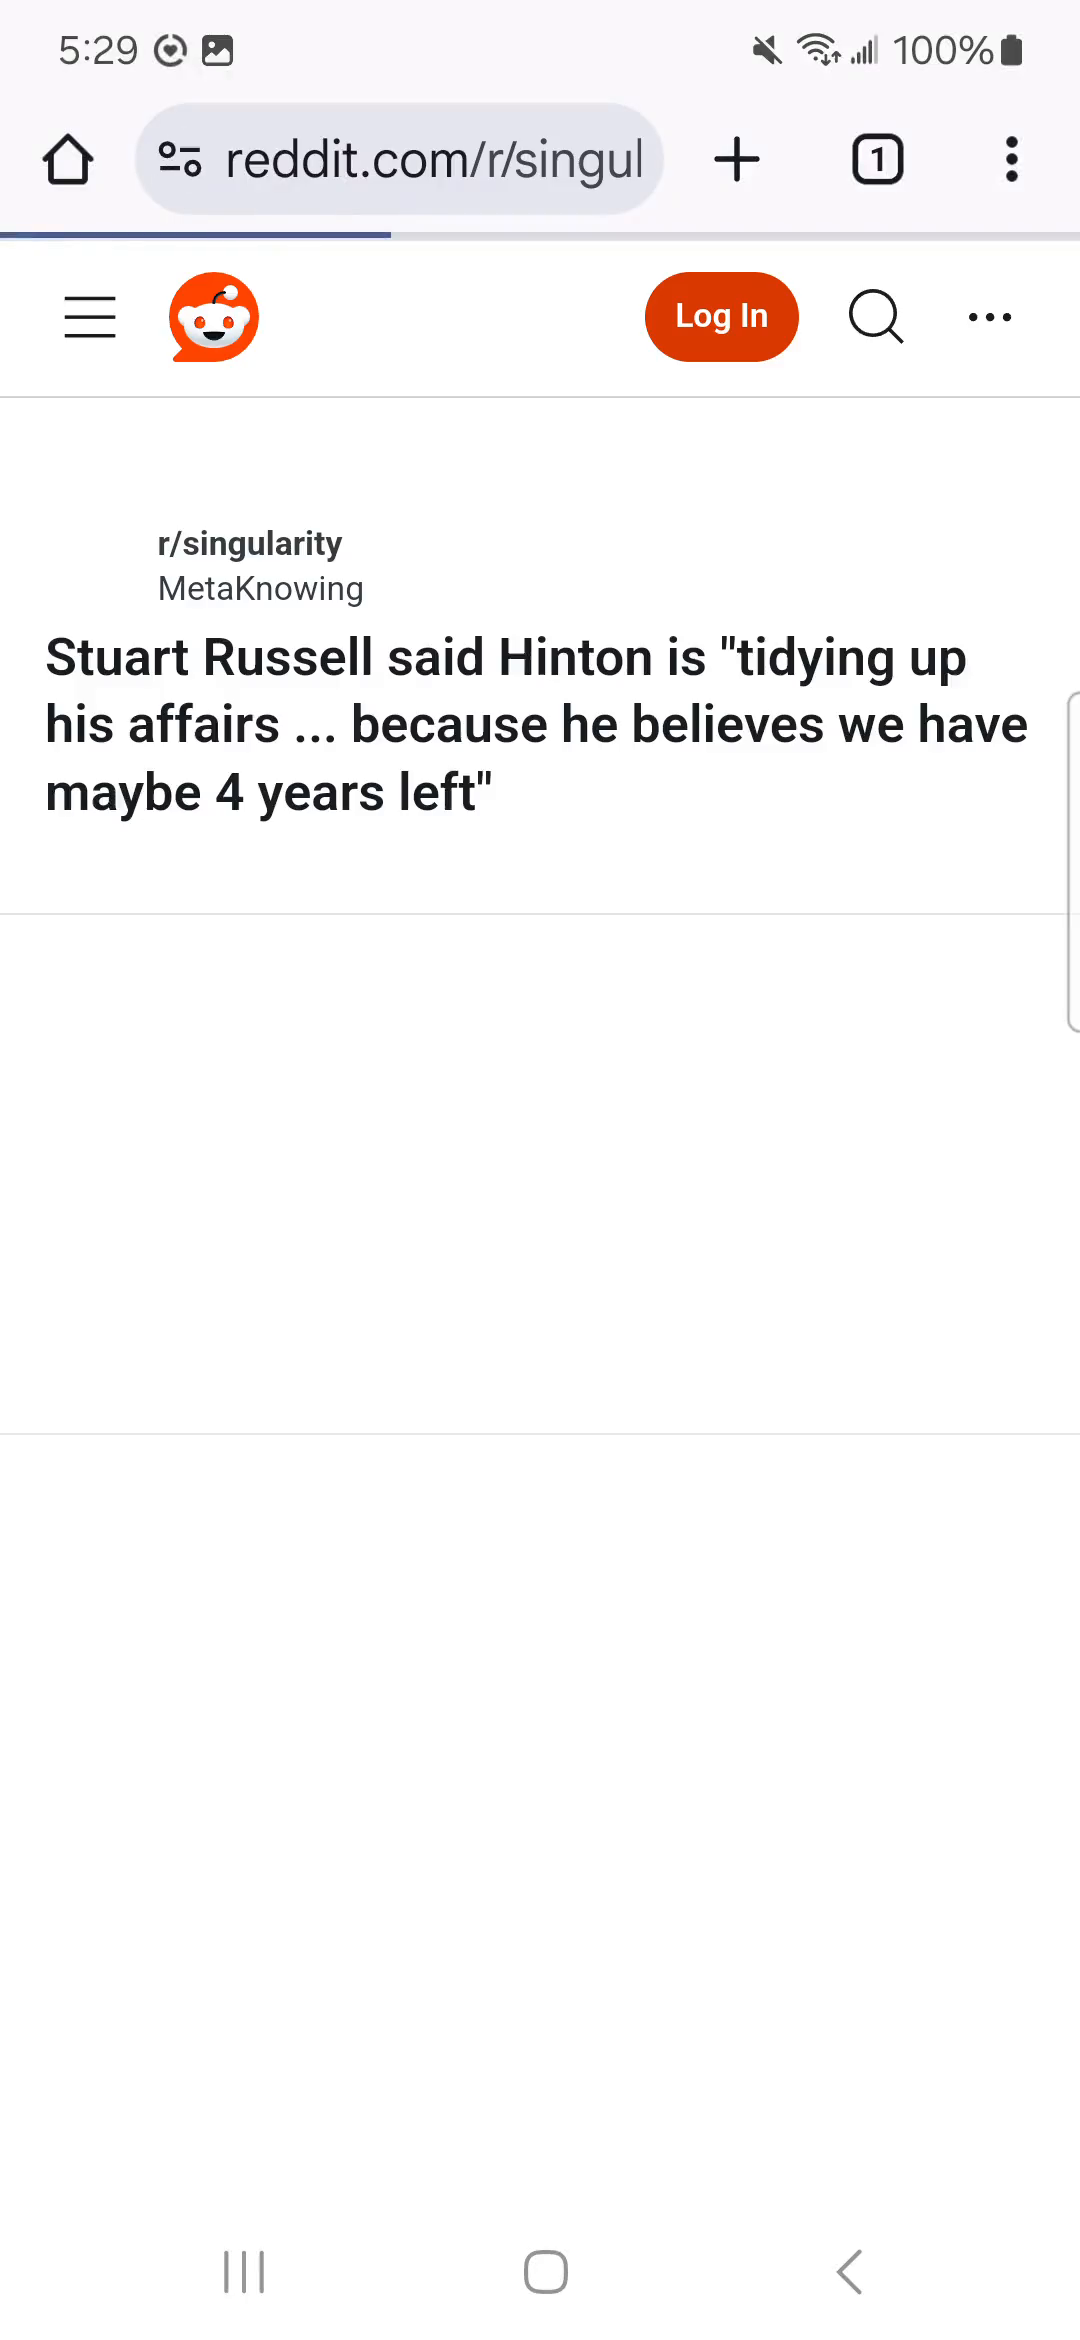 5:29
100%
reddit.com/r/singul
1
Log In
r/singularity
MetaKnowing
Stuart Russell said Hinton is "tidying up
his affairs ... because he believes we have
maybe 4 years left"